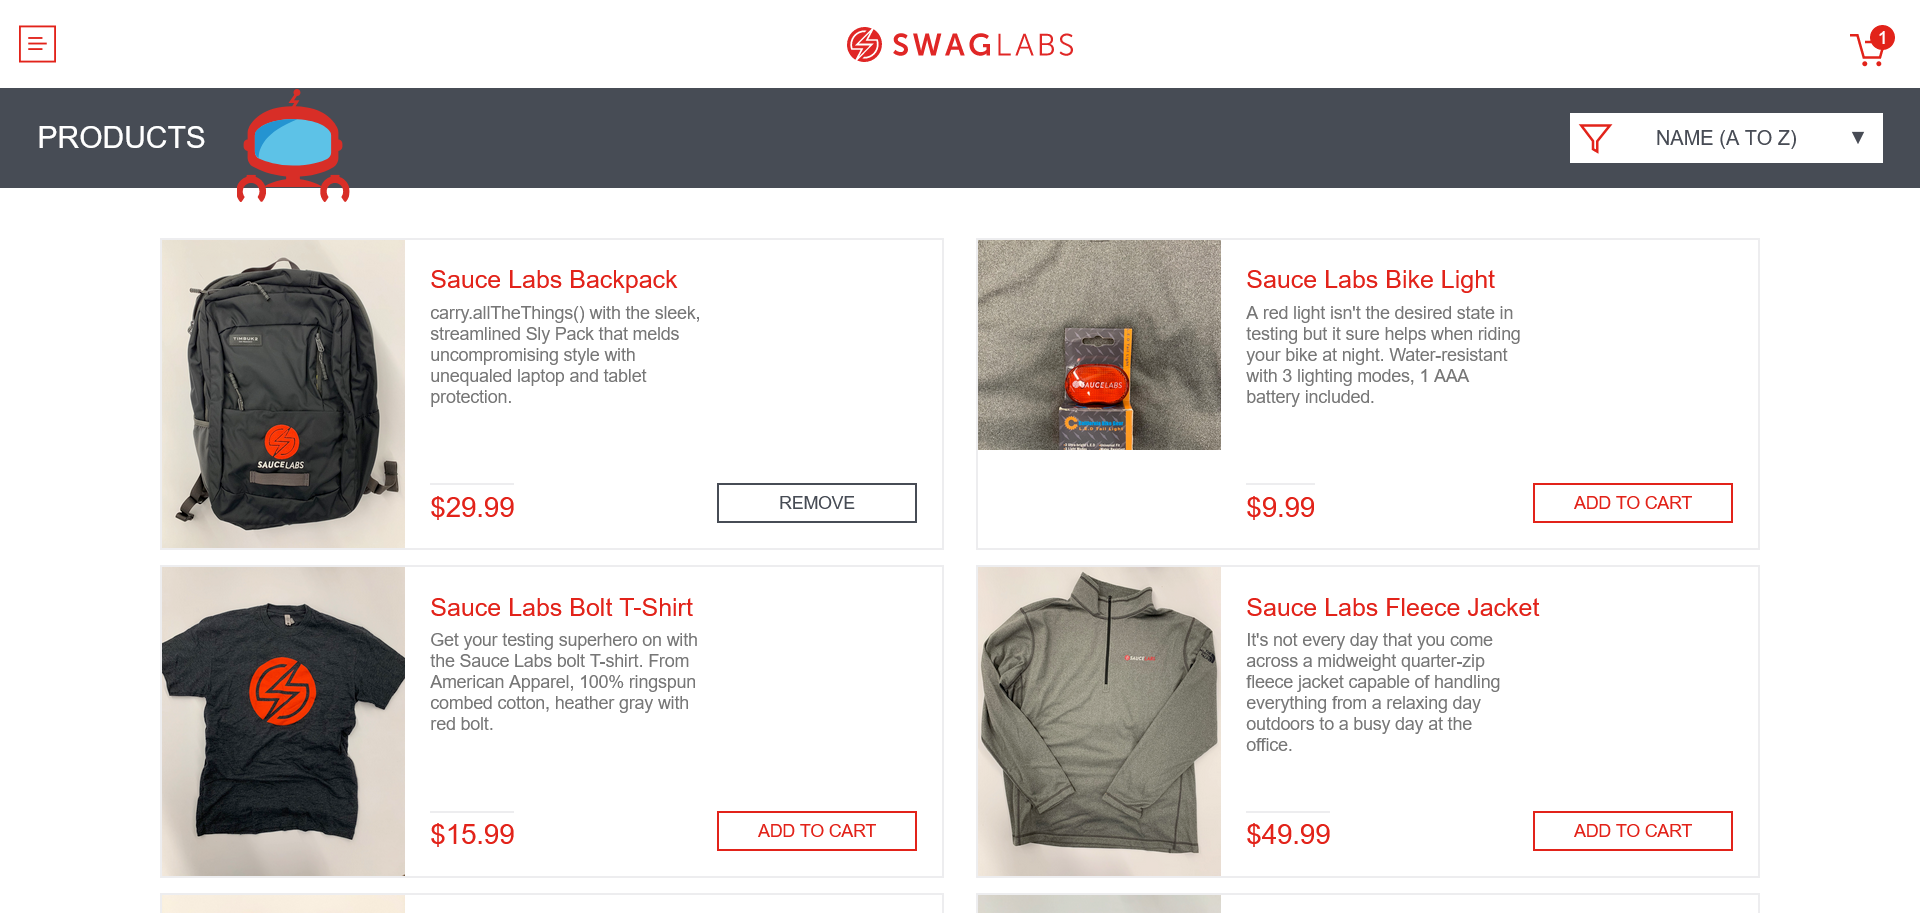 SWAGLABS
1
PRODUCTS
NAME (A TO Z)
TIMBUK2
SAUCELABS
Sauce Labs Backpack
carry.allTheThings() with the sleek,
streamlined Sly Pack that melds
uncompromising style with
unequaled laptop and tablet
protection.
$29.99
REMOVE
SAUCELABS
Sauce Labs Bike Light
A red light isn't the desired state in
testing but it sure helps when riding
your bike at night. Water-resistant
with 3 lighting modes, 1 AAA
battery included.
$9.99
ADD TO CART
Sauce Labs Bolt T-Shirt
Get your testing superhero on with
the Sauce Labs bolt T-shirt. From
American Apparel, 100% ringspun
combed cotton, heather gray with
red bolt.
$15.99
ADD TO CART
SAUCELABS
Sauce Labs Fleece Jacket
It's not every day that you come
across a midweight quarter-zip
fleece jacket capable of handling
everything from a relaxing day
outdoors to a busy day at the
office.
$49.99
ADD TO CART